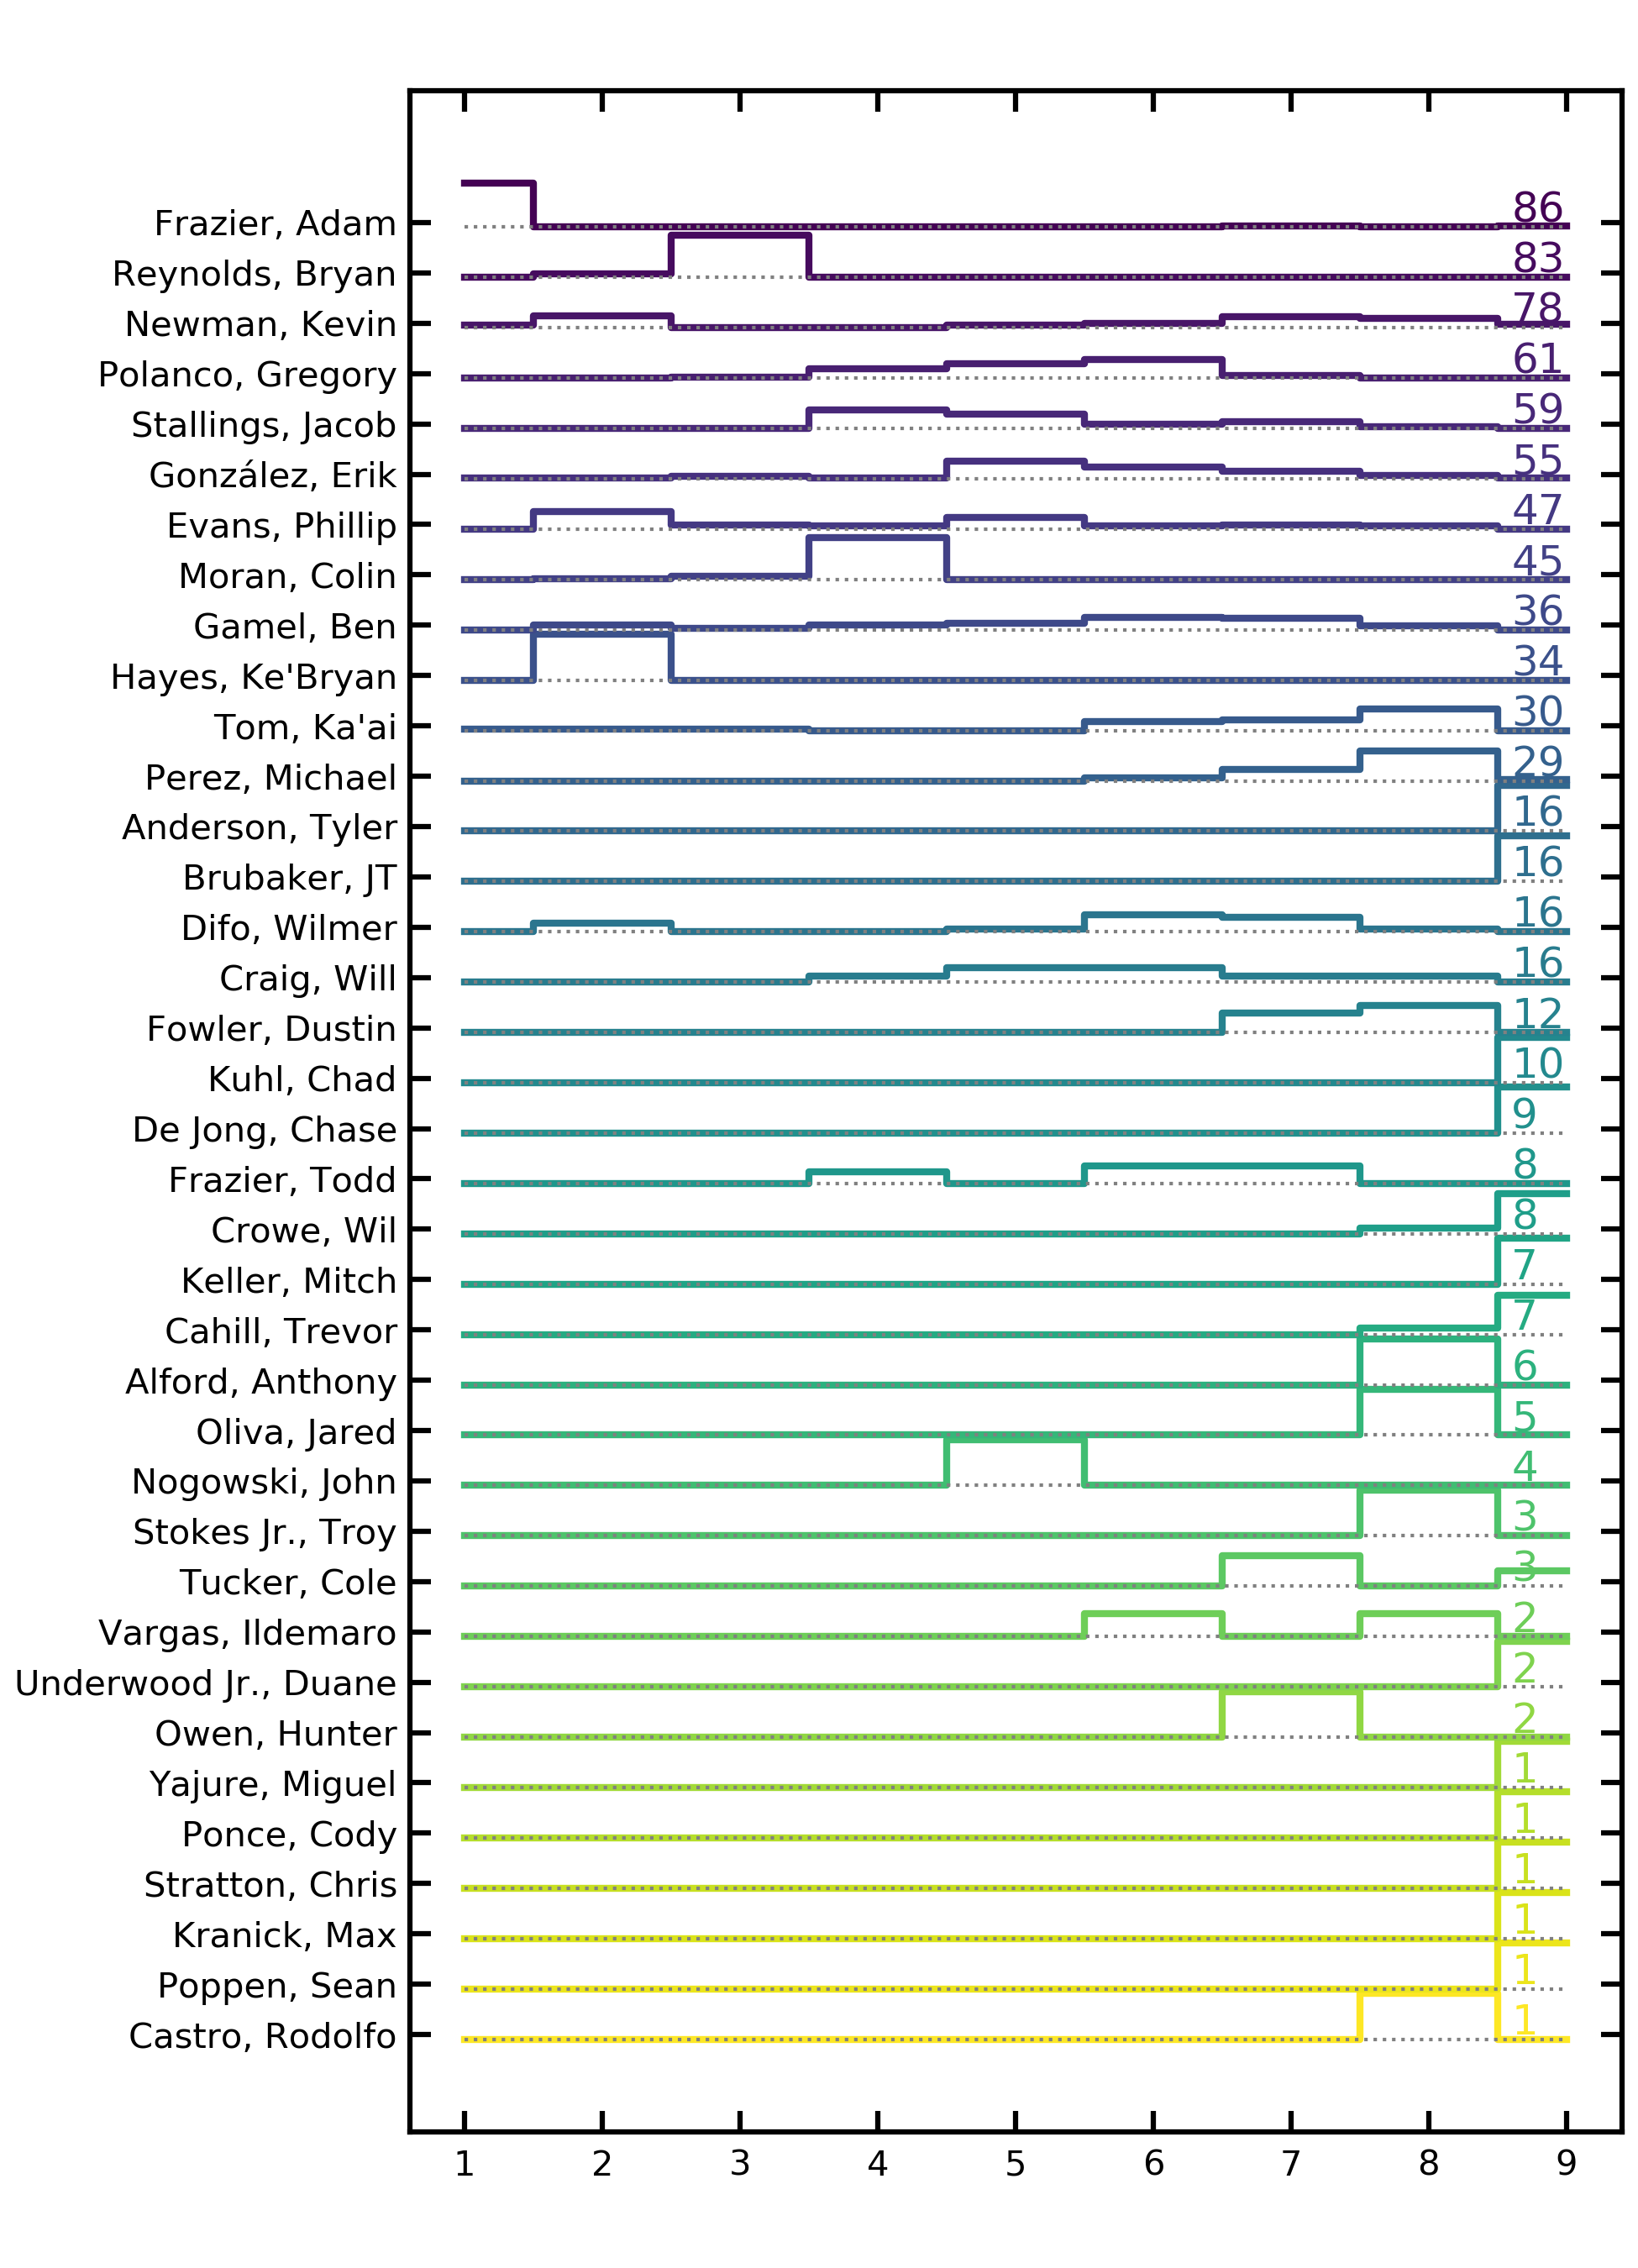 Frazier, Adam 86
Reynolds, Bryan 83
Newman, Kevin 78
Polanco, Gregory 61
Stallings, Jacob 59
González, Erik 55
Evans, Phillip 47
Moran, Colin 45
Gamel, Ben 36
Hayes, Ke'Bryan 34
Tom, Ka'ai 30
Perez, Michael 29
Anderson, Tyler 16
Brubaker, JT 16
Difo, Wilmer 16
Craig, Will 16
Fowler, Dustin 12
Kuhl, Chad 10
De Jong, Chase 9
Frazier, Todd 8
Crowe, Wil 8
Keller, Mitch 7
Cahill, Trevor 7
Alford, Anthony 6
Oliva, Jared 5
Nogowski, John 4
Stokes Jr., Troy 3
Tucker, Cole 3
Vargas, Ildemaro 2
Underwood Jr., Duane 2
Owen, Hunter 2
Yajure, Miguel 1
Ponce, Cody 1
Stratton, Chris 1
Kranick, Max 1
Poppen, Sean 1
Castro, Rodolfo 1
1 2 3 4 5 6 7 8 9